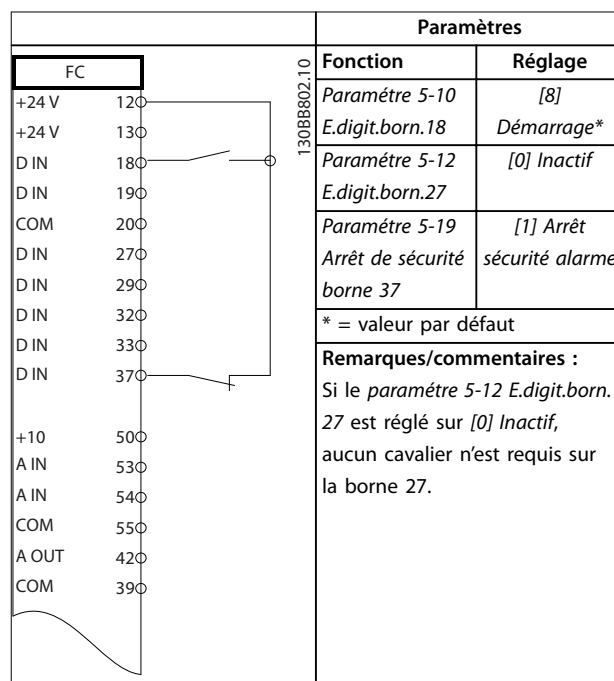 FC
+24 V 12
+24 V 13
D IN 18
D IN 19
COM 20
D IN 27
D IN 29
D IN 32
D IN 33
D IN 37
+10 50
A IN 53
A IN 54
COM 55
A OUT 42
COM 39
130BB802.10
Paramètres
Fonction Réglage
Paramétre 5-10 [8]
E.digit.born.18 Démarrage*
Paramétre 5-12 [0] Inactif
E.digit.born.27
Paramétre 5-19 [1] Arrêt
Arrêt de sécurité sécurité alarme
borne 37
* = valeur par défaut
Remarques/commentaires :
Si le paramétre 5-12 E.digit.born.
27 est réglé sur [0] Inactif,
aucun cavalier n'est requis sur
la borne 27.